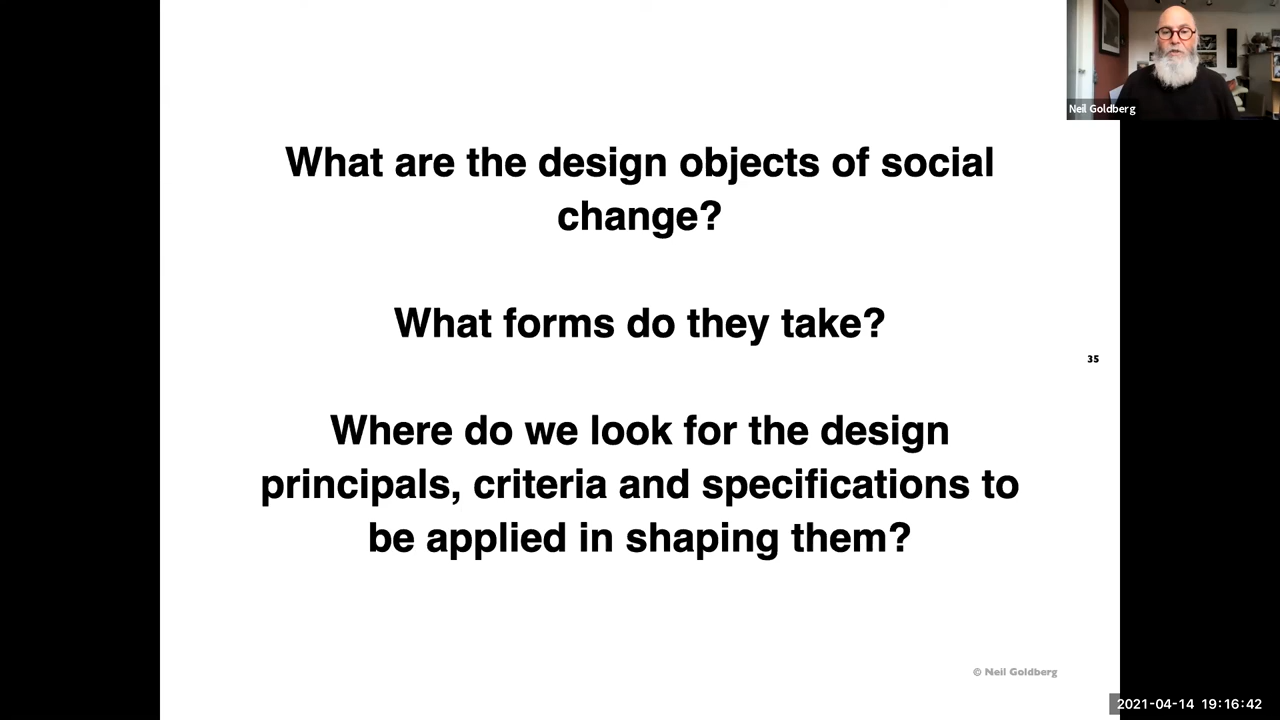 Neil Goldberg
What are the design objects of social
change?
What forms do they take?
35
Where do we look for the design
principals, criteria and specifications to
be applied in shaping them?
© Neil Goldberg
2021-04-14 19:16:42